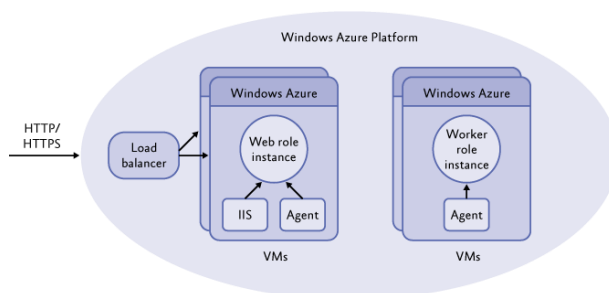 Windows Azure Platform
HTTP/
HTTPS
Load
balancer
Windows Azure
Web role
instance
IIS
Agent
VMs
Windows Azure
Worker
role
instance
Agent
VMs